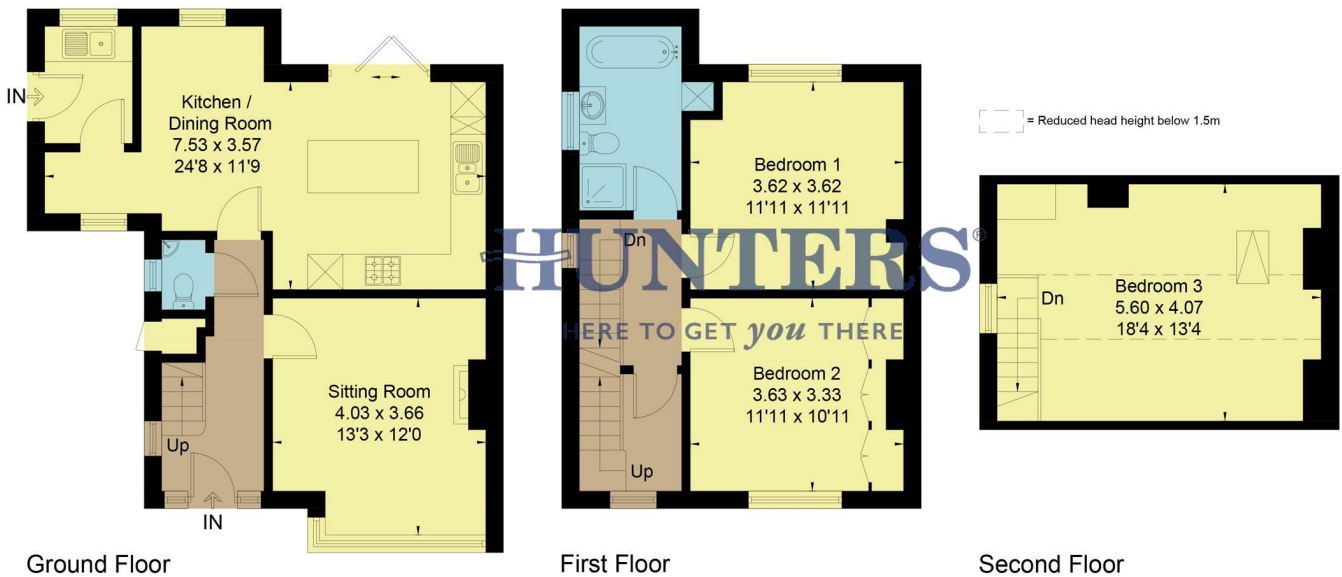 IN
Kitchen /
Dining Room
7.53 x 3.57
24'8 x 11'9
Sitting Room
4.03 x 3.66
13'3 x 12'0
Up
IN
Ground Floor
Bedroom 1
3.62 x 3.62
11'11 x 11'11
Dn
HUNTERS®
HERE TO GET you THERE
Bedroom 2
3.63 x 3.33
11'11 x 10'11
Up
First Floor
= Reduced head height below 1.5m
Dn
Bedroom 3
5.60 x 4.07
18'4 x 13'4
Second Floor